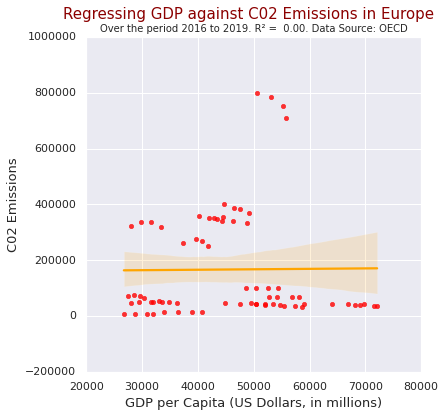 Regressing GDP against C02 Emissions in Europe
Over the period 2016 to 2019. R² = 0.00. Data Source: OECD
1000000
800000
600000
400000
200000
0
−200000
C02 Emissions
20000 30000 40000 50000 60000 70000 80000
GDP per Capita (US Dollars, in millions)